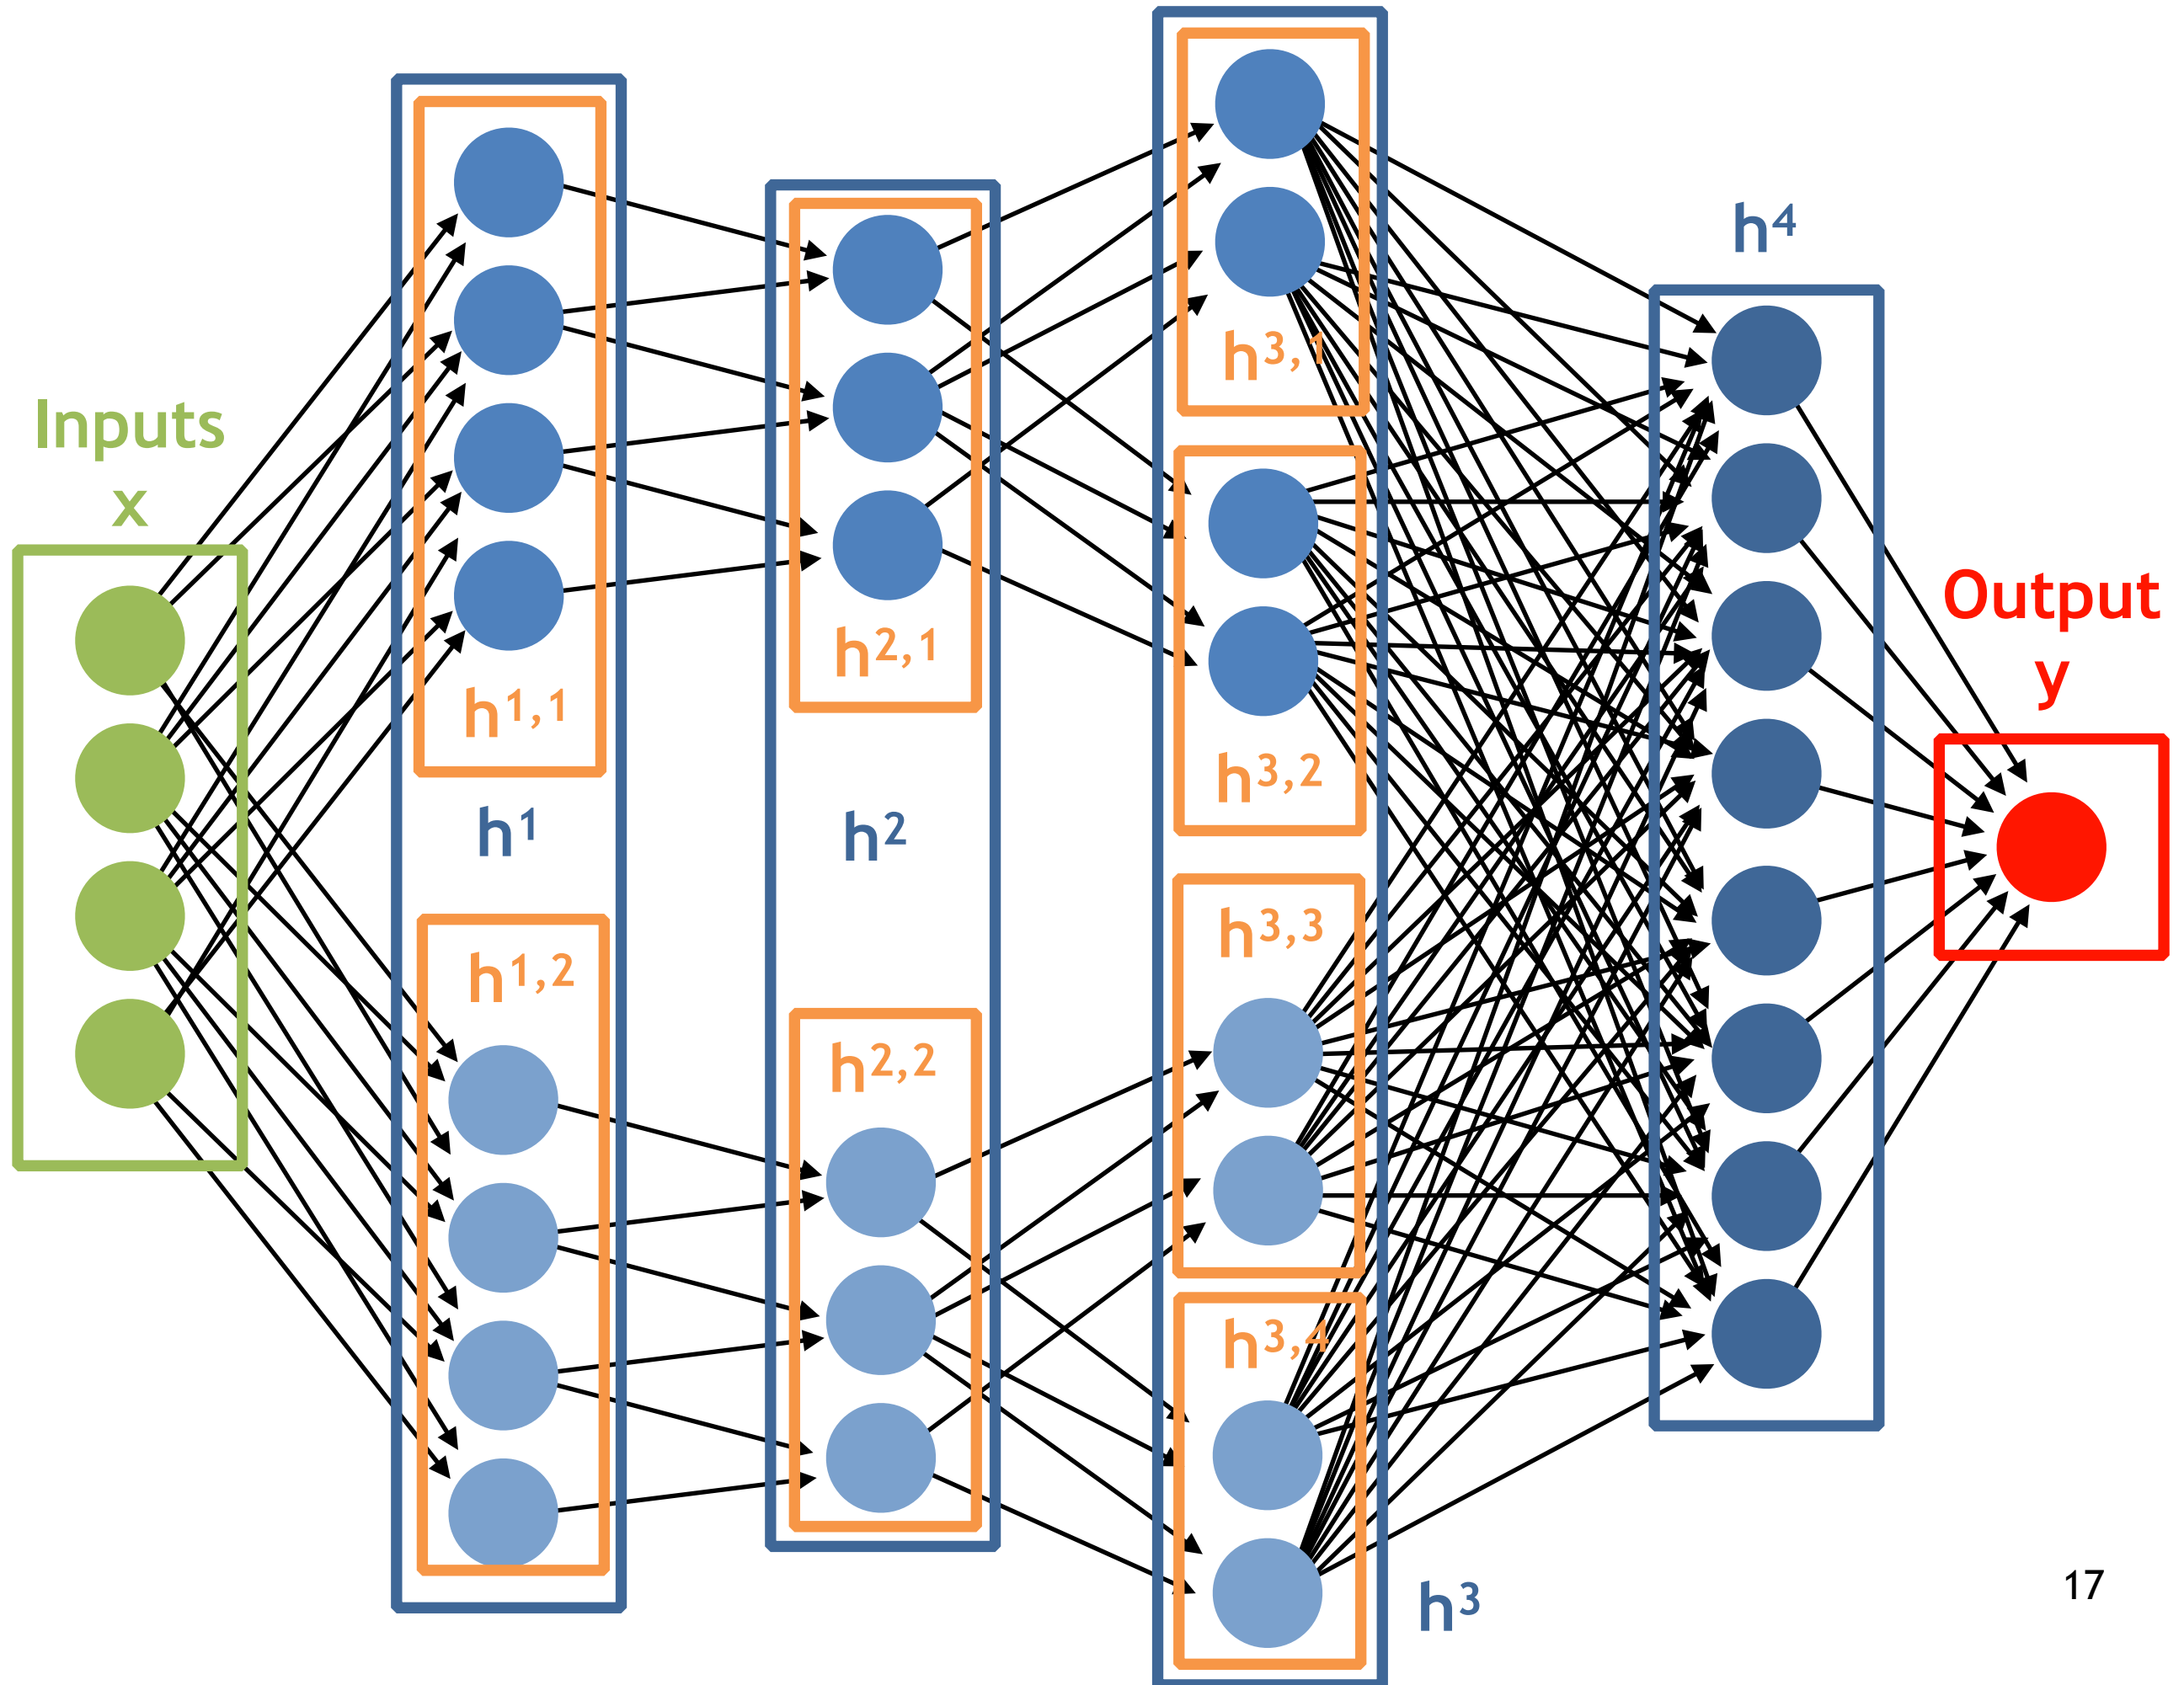 Inputs
x
h¹,¹
h¹
h¹,²
h²,¹
h²
h²,²
h³,¹
h³,²
h³,³
h³,⁴
h³
h⁴
Output
y
17